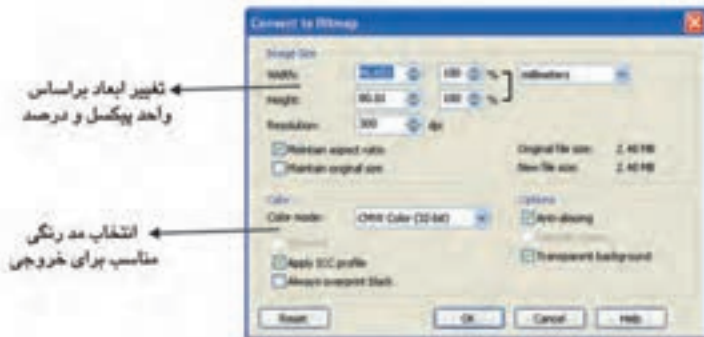 Convert to Bitmap
Image Size
Width: 100 % millimeters
Height: 100 %
Resolution: 300 dpi
Maintain aspect ratio
Maintain original size
Original file size: 2.40 MB
New file size: 2.40 MB
تغییر ابعاد براساس
واحد پیکسل و درصد
Color
Color mode: CMYK Color (32-bit)
Apply ICC profile
Always overprint black
Options
Anti-aliasing
Transparent background
انتخاب مد رنگی
مناسب برای خروجی
Reset OK Cancel Help